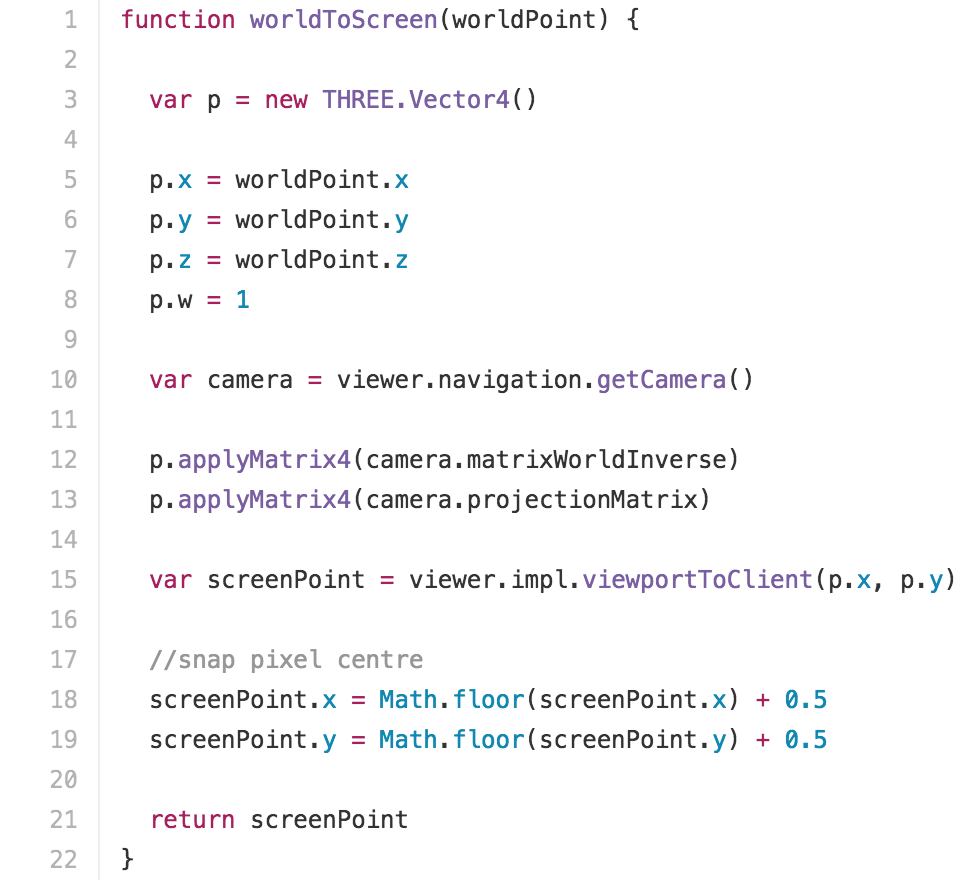 1 function worldToScreen(worldPoint) {
2
3   var p = new THREE.Vector4()
4
5   p.x = worldPoint.x
6   p.y = worldPoint.y
7   p.z = worldPoint.z
8   p.w = 1
9
10   var camera = viewer.navigation.getCamera()
11
12   p.applyMatrix4(camera.matrixWorldInverse)
13   p.applyMatrix4(camera.projectionMatrix)
14
15   var screenPoint = viewer.impl.viewportToClient(p.x, p.y)
16
17   //snap pixel centre
18   screenPoint.x = Math.floor(screenPoint.x) + 0.5
19   screenPoint.y = Math.floor(screenPoint.y) + 0.5
20
21   return screenPoint
22 }